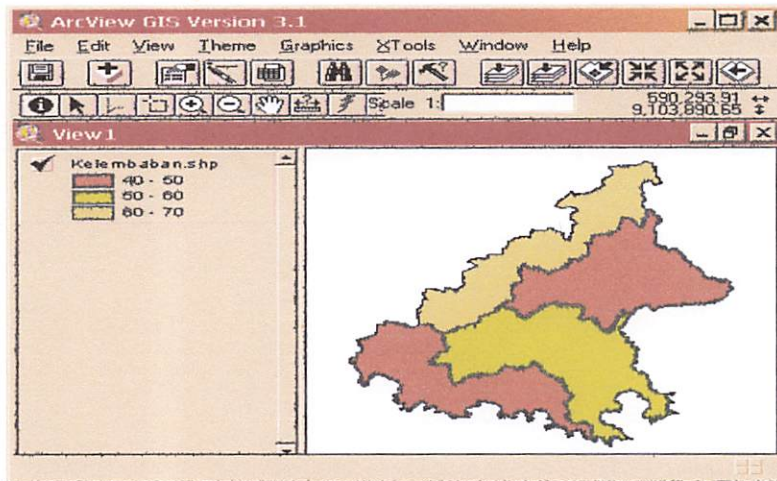 ArcView GIS Version 3.1
File Edit View Theme Graphics XTools Window Help
Scale 1:
590,293.91
9,103,890.65
View1
Kelembaban.shp
40 - 50
50 - 60
60 - 70